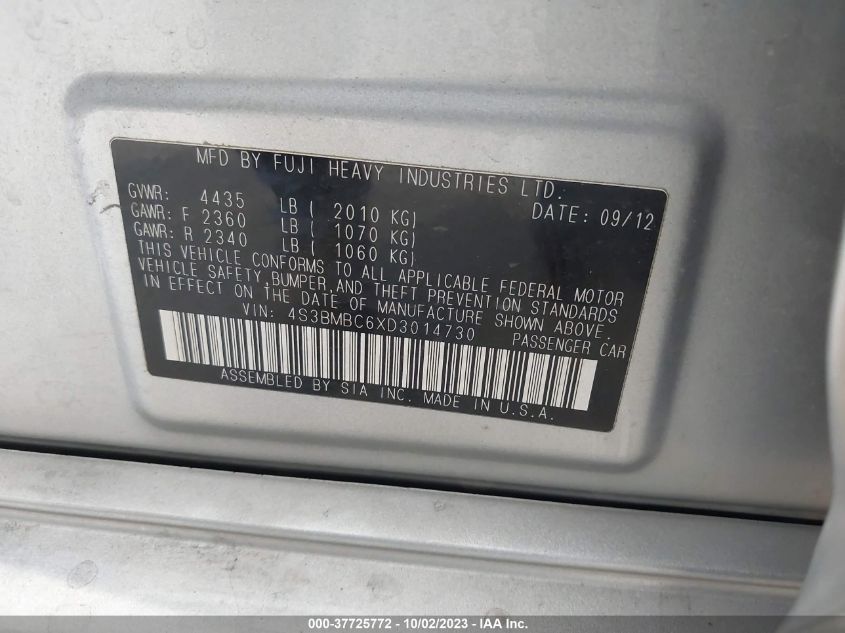 MFD BY FUJI HEAVY INDUSTRIES LTD.
GVWR: 4435 LB ( 2010 KG) DATE: 09/12
GAWR: F 2360 LB ( 1070 KG)
GAWR: R 2340 LB ( 1060 KG)
THIS VEHICLE CONFORMS TO ALL APPLICABLE FEDERAL MOTOR
VEHICLE SAFETY, BUMPER, AND THEFT PREVENTION STANDARDS
IN EFFECT ON THE DATE OF MANUFACTURE SHOWN ABOVE.
VIN: 4S3BMBC6XD3014730 PASSENGER CAR
ASSEMBLED BY SIA INC. MADE IN U.S.A.
000-37725772 - 10/02/2023 - IAA Inc.